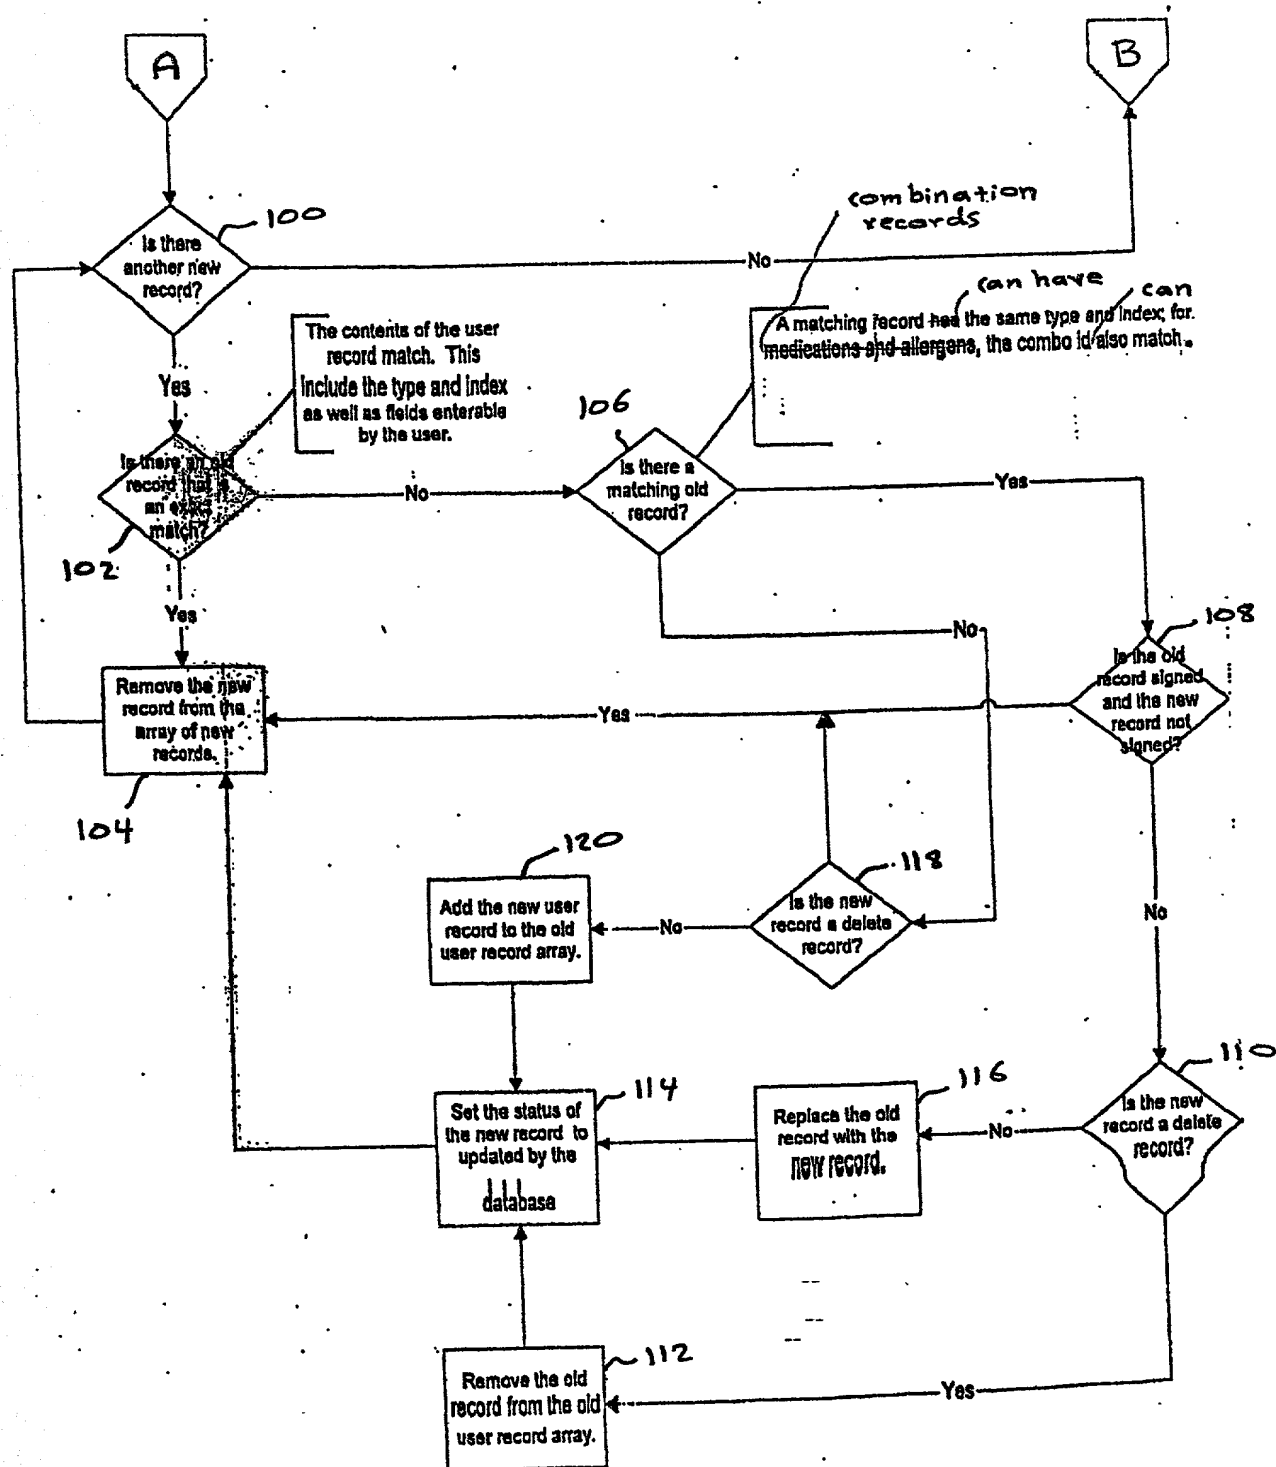 A
B
100
combination
records
Is there
another new
record?
No
can have
can
The contents of the user
record match. This
include the type and index
as well as fields enterable
by the user.
A matching record has the same type and index; for
medications and allergens, the combo id also match.
Yes
106
Is there an old
record that is
an exact
match?
No
Is there a
matching old
record?
Yes
102
Yes
No
108
Is the old
record signed
and the new
record not
signed?
Remove the new
record from the
array of new
records.
Yes
104
120
118
Add the new user
record to the old
user record array.
No
Is the new
record a delete
record?
No
110
114
116
Set the status of
the new record to
updated by the
database
Replace the old
record with the
new record.
No
Is the new
record a delete
record?
112
Remove the old
record from the old
user record array.
Yes